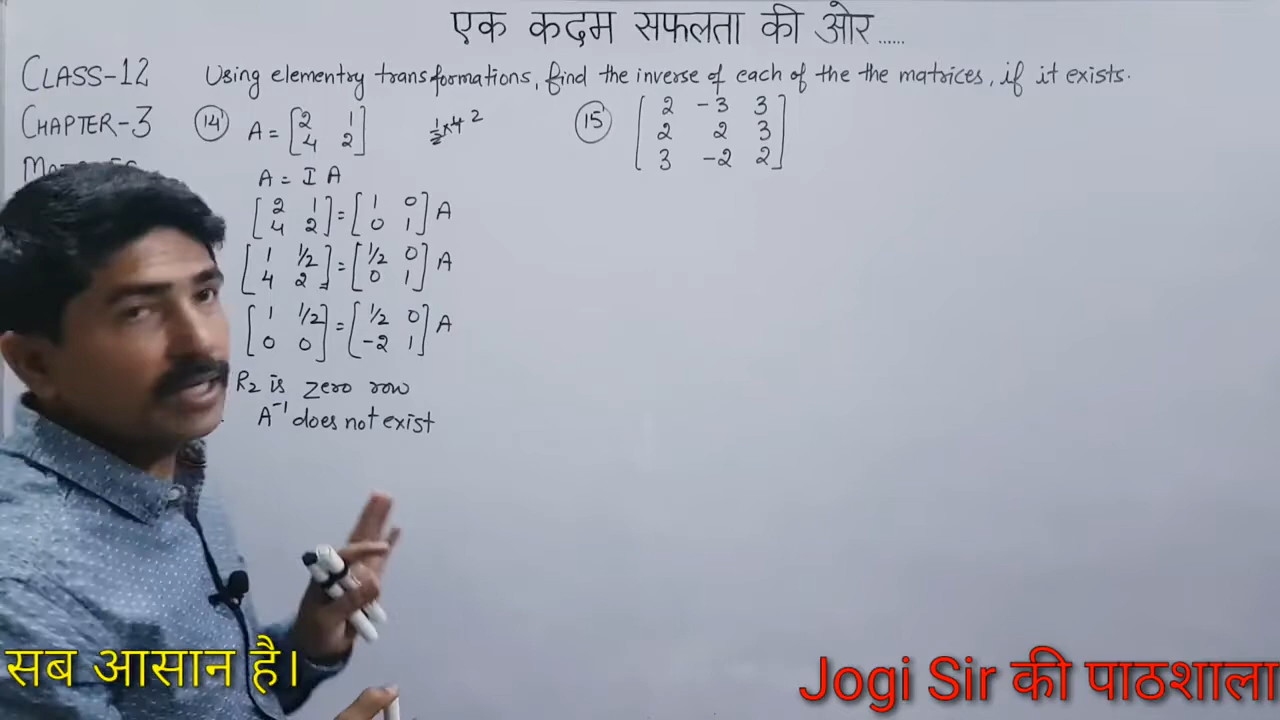 एक कदम सफलता की ओर......
CLASS-12
CHAPTER-3
Using elementry transformations, find the inverse of each of the the matrices, if it exists.
14 A = [2 1
4 2]
1/2 x 4 2
A = I A
[2 1
4 2] = [1 0
0 1] A
[1 1/2
4 2] = [1/2 0
0 1] A
[1 1/2
0 0] = [1/2 0
-2 1] A
R2 is zero row
A⁻¹ does not exist
15 [2 -3 3
2 2 3
3 -2 2]
सब आसान है।
Jogi Sir की पाठशाला